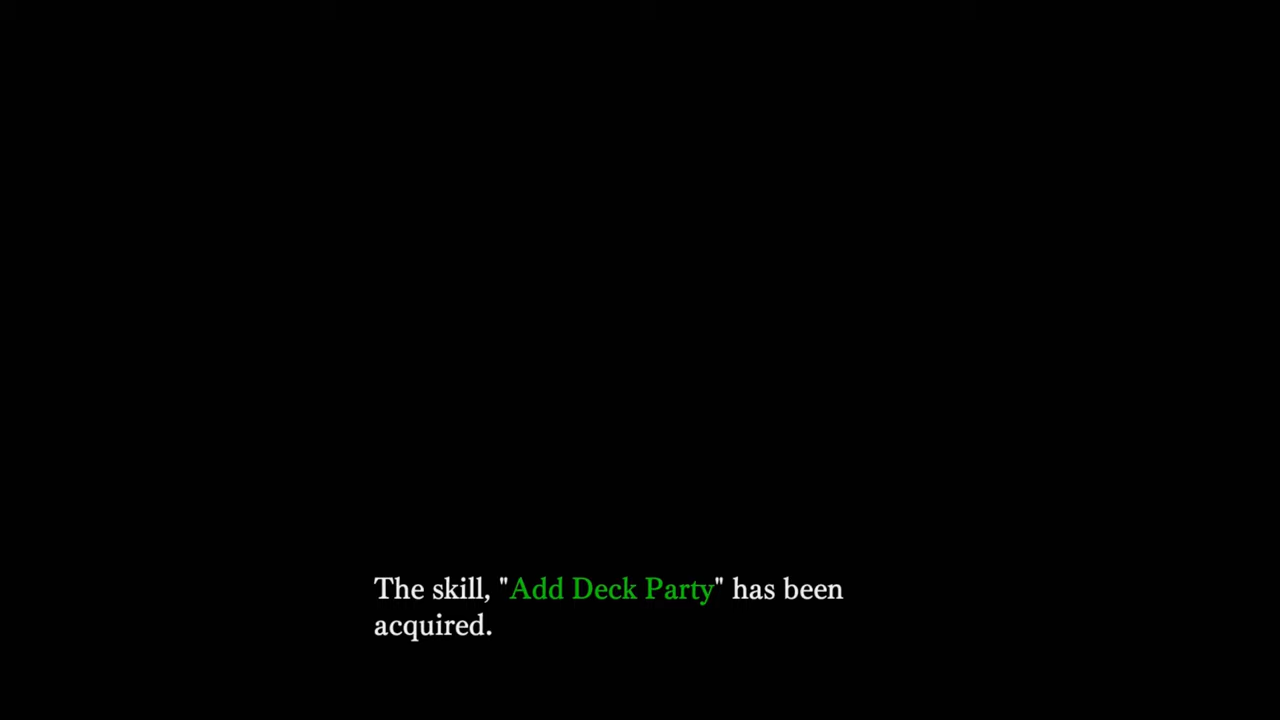 The skill, "Add Deck Party" has been
acquired.